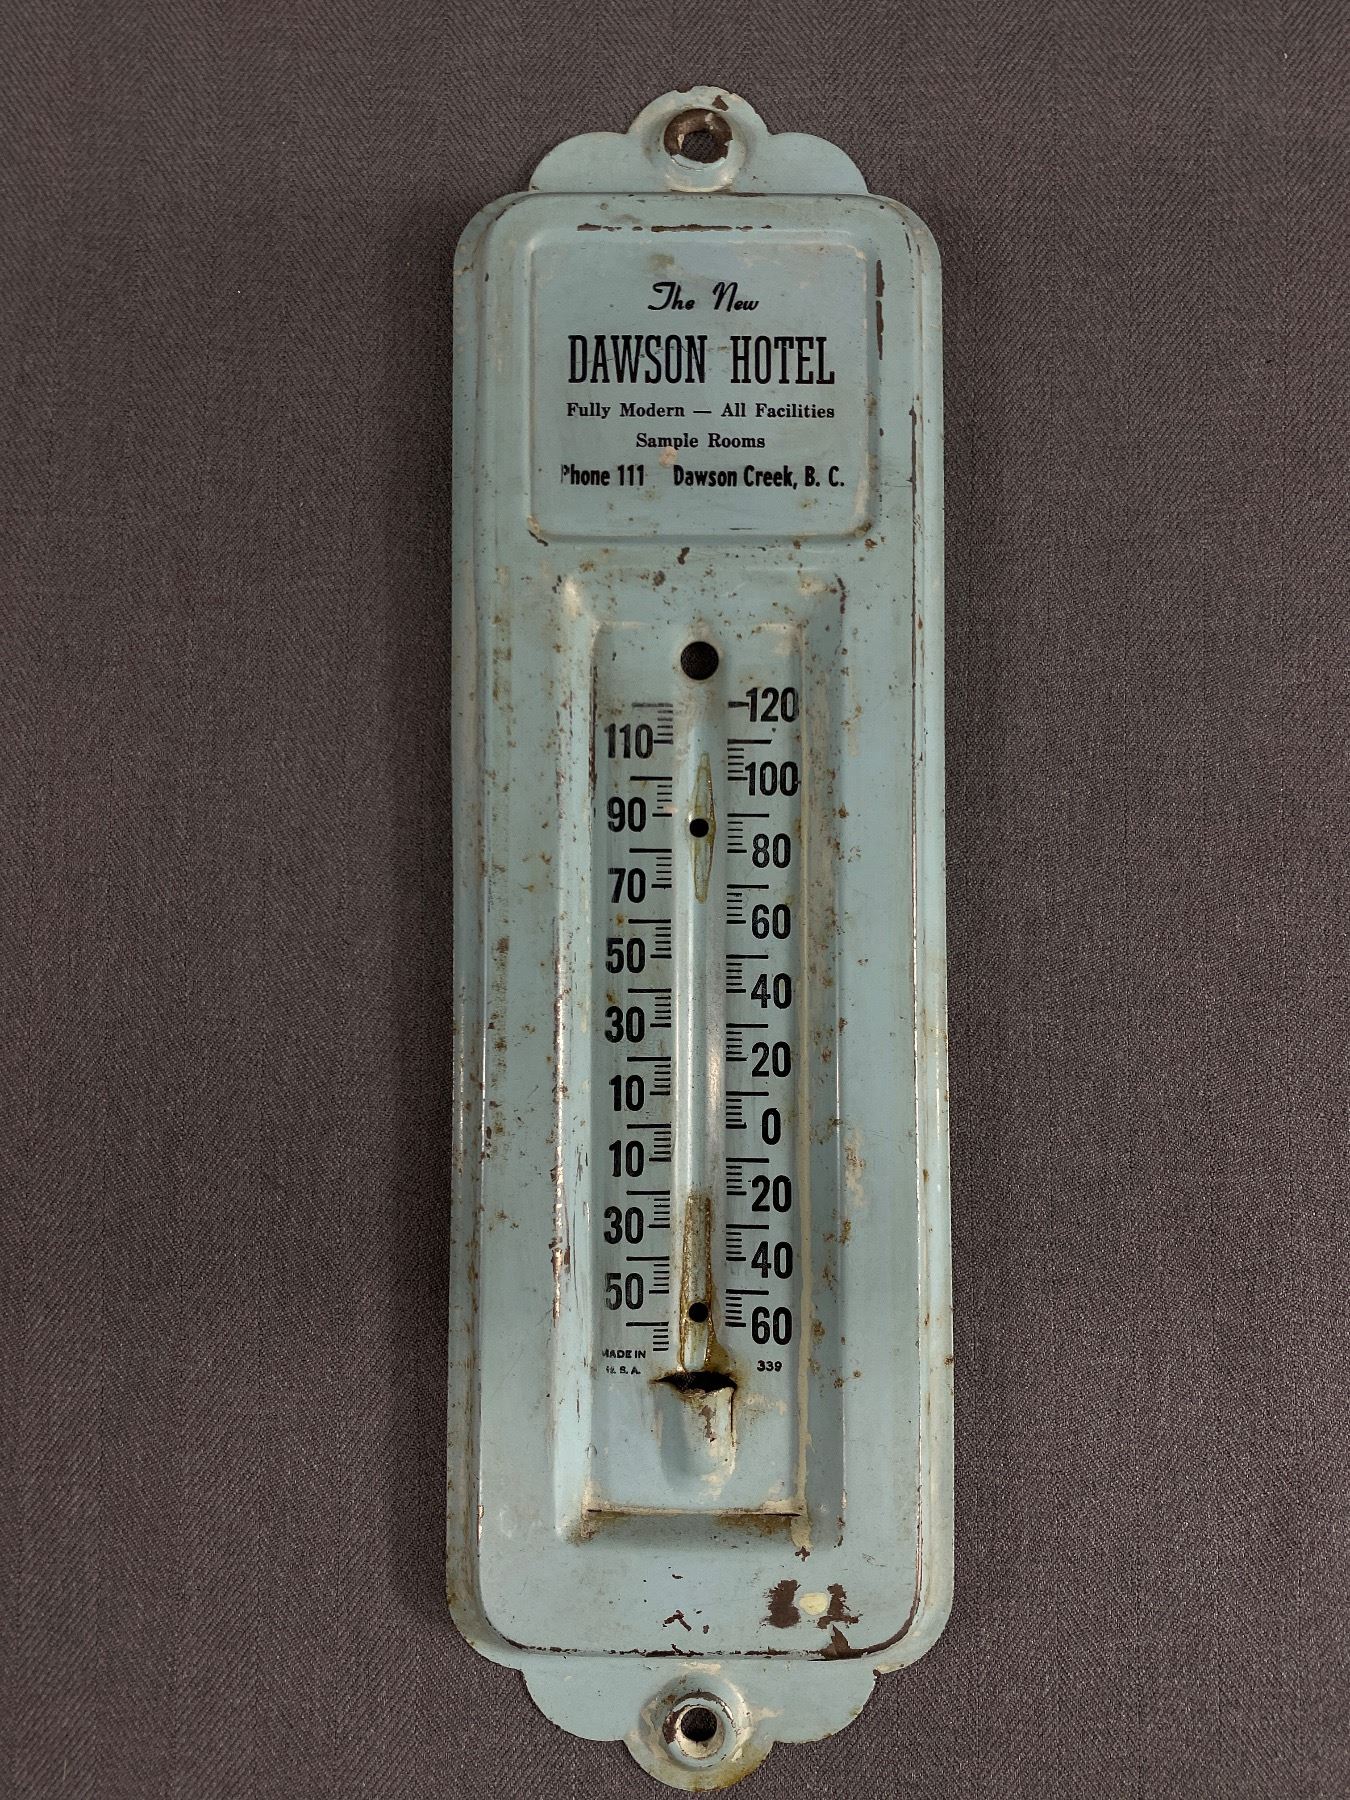 The New
DAWSON HOTEL
Fully Modern — All Facilities
Sample Rooms
Phone 111 Dawson Creek, B. C.
120
110
100
90
80
70
60
50
40
30
20
10
0
10
20
30
40
50
60
MADE IN
U. S. A.
339